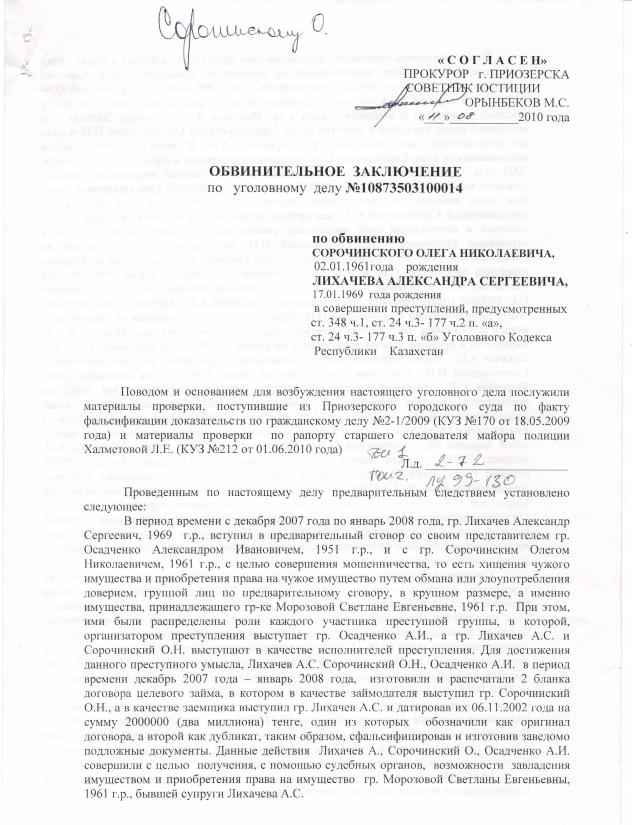 Сорочинскому О.
«СОГЛАСЕН»
ПРОКУРОР г. ПРИОЗЕРСКА
СОВЕТНИК ЮСТИЦИИ
ОРЫНБЕКОВ М.С.
«11» 08 2010 года
ОБВИНИТЕЛЬНОЕ ЗАКЛЮЧЕНИЕ
по уголовному делу №10873503100014
по обвинению
СОРОЧИНСКОГО ОЛЕГА НИКОЛАЕВИЧА,
02.01.1961года рождения
ЛИХАЧЕВА АЛЕКСАНДРА СЕРГЕЕВИЧА,
17.01.1969 года рождения
в совершении преступлений, предусмотренных
ст. 348 ч.1, ст. 24 ч.3- 177 ч.2 п. «а»,
ст. 24 ч.3- 177 ч.3 п. «б» Уголовного Кодекса
Республики Казахстан
Поводом и основанием для возбуждения настоящего уголовного дела послужили
материалы проверки, поступившие из Приозерского городского суда по факту
фальсификации доказательств по гражданскому делу №2-1/2009 (КУЗ №170 от 18.05.2009
года) и материалы проверки по рапорту старшего следователя майора полиции
Халметовой Л.Е. (КУЗ №212 от 01.06.2010 года)
том 1
Л.д. 2-72
том 2, лд 99-130
Проведенным по настоящему делу предварительным следствием установлено
следующее:
В период времени с декабря 2007 года по январь 2008 года, гр. Лихачев Александр
Сергеевич, 1969 г.р., вступил в предварительный сговор со своим представителем гр.
Осадченко Александром Ивановичем, 1951 г.р., и с гр. Сорочинским Олегом
Николаевичем, 1961 г.р., с целью совершения мошенничества, то есть хищения чужого
имущества и приобретения права на чужое имущество путем обмана или злоупотребления
доверием, группой лиц по предварительному сговору, в крупном размере, а именно
имущества, принадлежащего гр-ке Морозовой Светлане Евгеньевне, 1961 г.р. При этом,
ими были распределены роли каждого участника преступной группы, в которой,
организатором преступления выступает гр. Осадченко А.И., а гр. Лихачев А.С. и
Сорочинский О.Н. выступают в качестве исполнителей преступления. Для достижения
данного преступного умысла, Лихачев А.С. Сорочинский О.Н., Осадченко А.И. в период
времени декабрь 2007 года – январь 2008 года, изготовили и распечатали 2 бланка
договора целевого займа, в котором в качестве займодателя выступил гр. Сорочинский
О.Н., а в качестве заемщика выступил гр. Лихачев А.С. и датировав их 06.11.2002 года на
сумму 2000000 (два миллиона) тенге, один из которых обозначили как оригинал
договора, а второй как дубликат, таким образом, сфальсифицировав и изготовив заведомо
подложные документы. Данные действия Лихачев А., Сорочинский О., Осадченко А.И.
совершили с целью получения, с помощью судебных органов, возможности завладения
имуществом и приобретения права на имущество гр. Морозовой Светланы Евгеньевны,
1961 г.р., бывшей супруги Лихачева А.С.